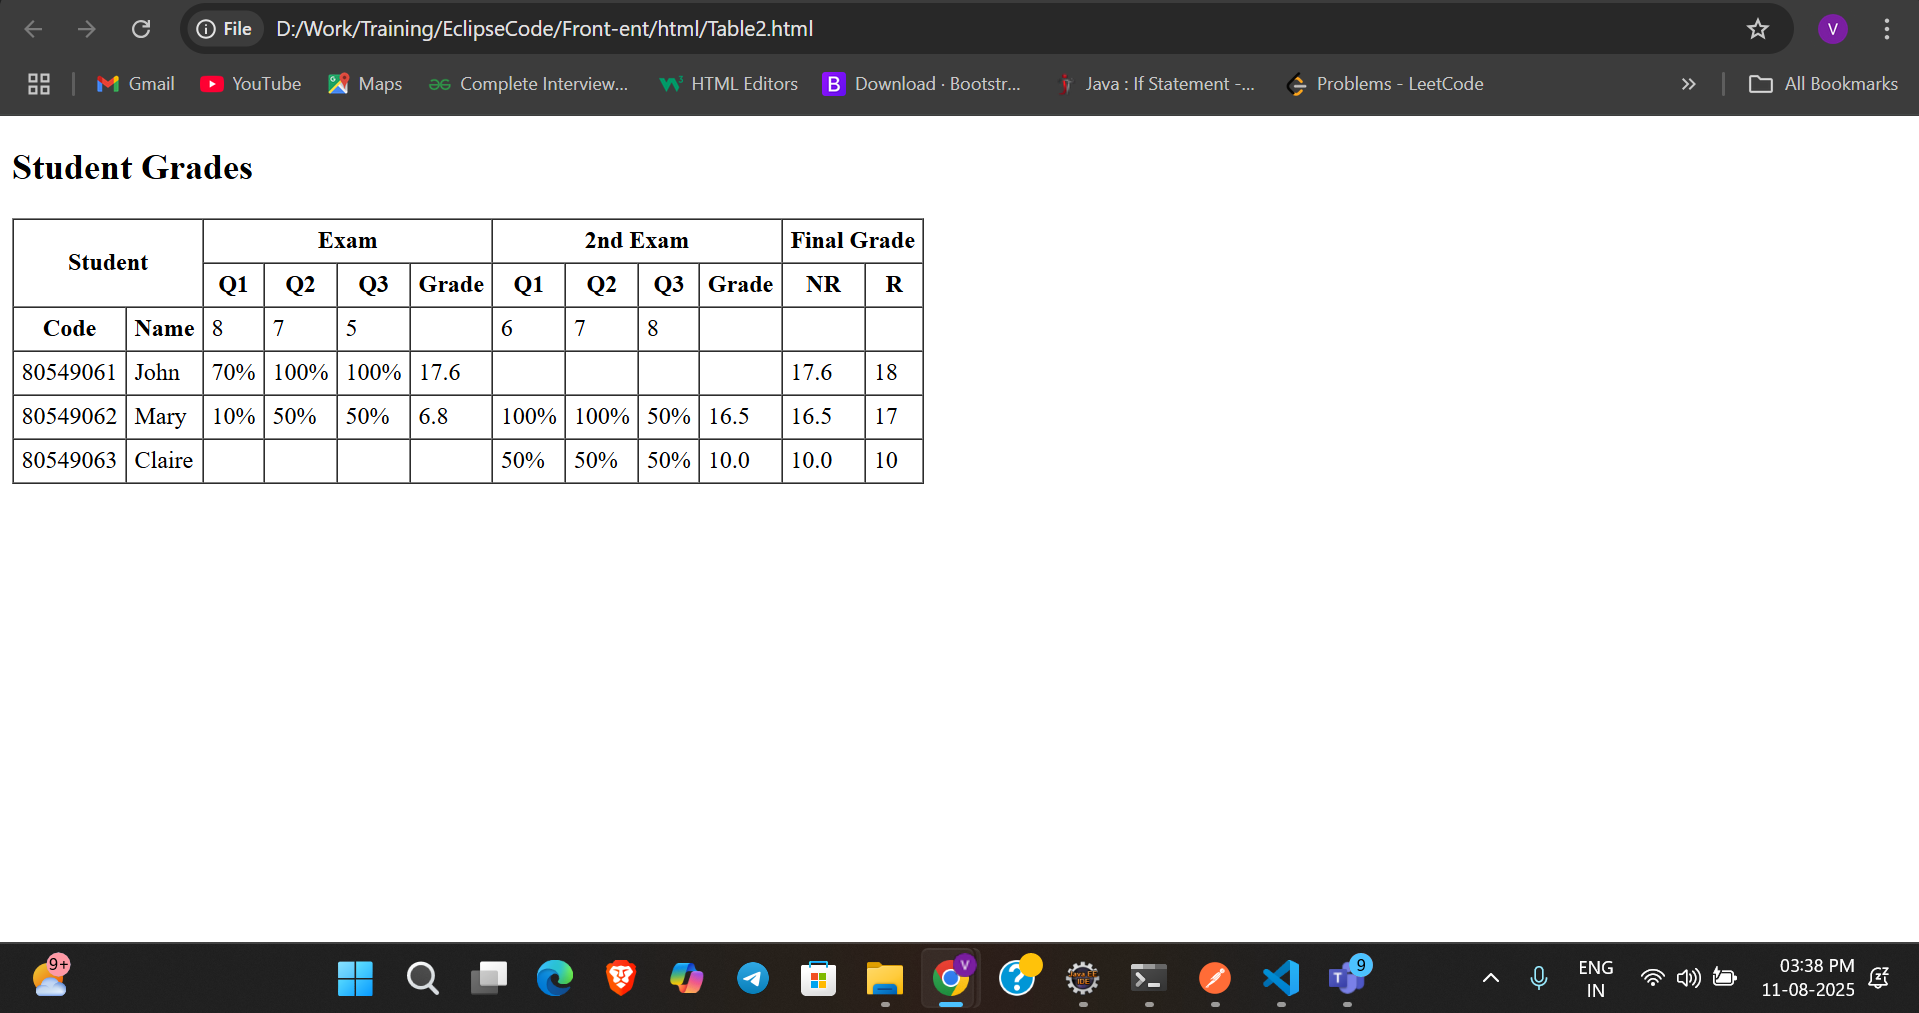 File D:/Work/Training/EclipseCode/Front-ent/html/Table2.html V
Gmail YouTube Maps Complete Interview... HTML Editors B Download · Bootstr... Java : If Statement -... Problems - LeetCode » All Bookmarks
Student Grades
Student Exam 2nd Exam Final Grade
Q1 Q2 Q3 Grade Q1 Q2 Q3 Grade NR R
Code Name 8 7 5 6 7 8
80549061 John 70% 100% 100% 17.6 17.6 18
80549062 Mary 10% 50% 50% 6.8 100% 100% 50% 16.5 16.5 17
80549063 Claire 50% 50% 50% 10.0 10.0 10
9+ V Java EE IDE T 9 ENG 03:38 PM
IN 11-08-2025